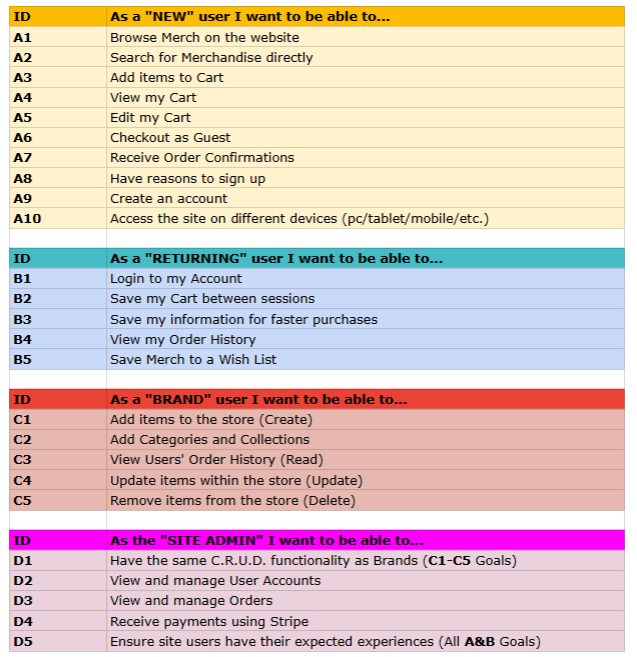 ID As a "NEW" user I want to be able to...
A1 Browse Merch on the website
A2 Search for Merchandise directly
A3 Add items to Cart
A4 View my Cart
A5 Edit my Cart
A6 Checkout as Guest
A7 Receive Order Confirmations
A8 Have reasons to sign up
A9 Create an account
A10 Access the site on different devices (pc/tablet/mobile/etc.)
ID As a "RETURNING" user I want to be able to...
B1 Login to my Account
B2 Save my Cart between sessions
B3 Save my information for faster purchases
B4 View my Order History
B5 Save Merch to a Wish List
ID As a "BRAND" user I want to be able to...
C1 Add items to the store (Create)
C2 Add Categories and Collections
C3 View Users' Order History (Read)
C4 Update items within the store (Update)
C5 Remove items from the store (Delete)
ID As the "SITE ADMIN" I want to be able to...
D1 Have the same C.R.U.D. functionality as Brands (C1-C5 Goals)
D2 View and manage User Accounts
D3 View and manage Orders
D4 Receive payments using Stripe
D5 Ensure site users have their expected experiences (All A&B Goals)